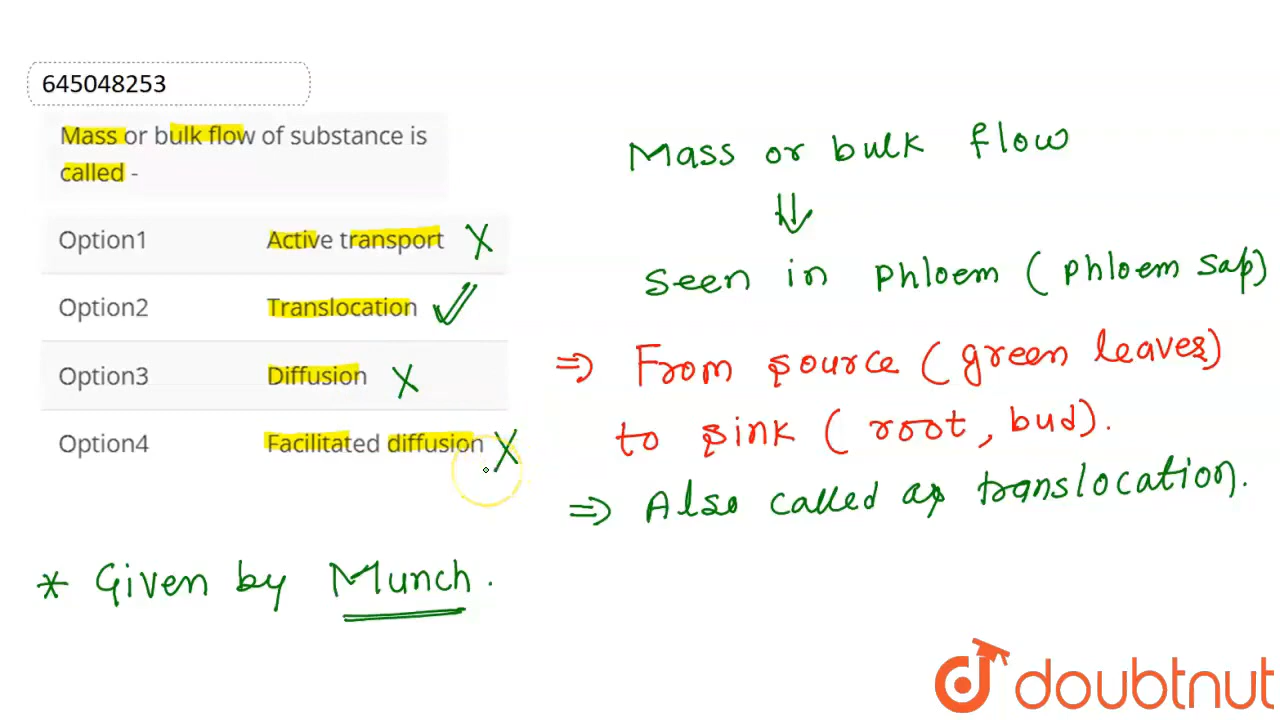 645048253
Mass or bulk flow of substance is
called -
Option1 Active transport X
Option2 Translocation ✓
Option3 Diffusion X
Option4 Facilitated diffusion X
Mass or bulk flow
⇓
seen in phloem ( phloem sap)
⇒ From source ( green leaves)
to sink ( root, bud).
⇒ Also called as translocation.
* Given by Munch.
doubtnut